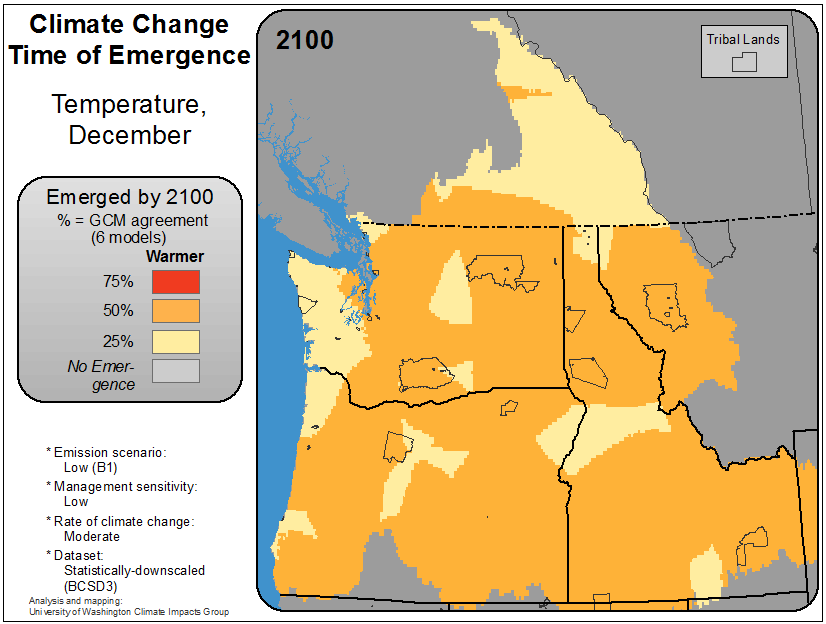 Climate Change
Time of Emergence
Temperature,
December
Emerged by 2100
% = GCM agreement
(6 models)
Warmer
75%
50%
25%
No Emer-
gence
* Emission scenario:
Low (B1)
* Management sensitivity:
Low
* Rate of climate change:
Moderate
* Dataset:
Statistically-downscaled
(BCSD3)
Analysis and mapping:
University of Washington Climate Impacts Group
2100
Tribal Lands